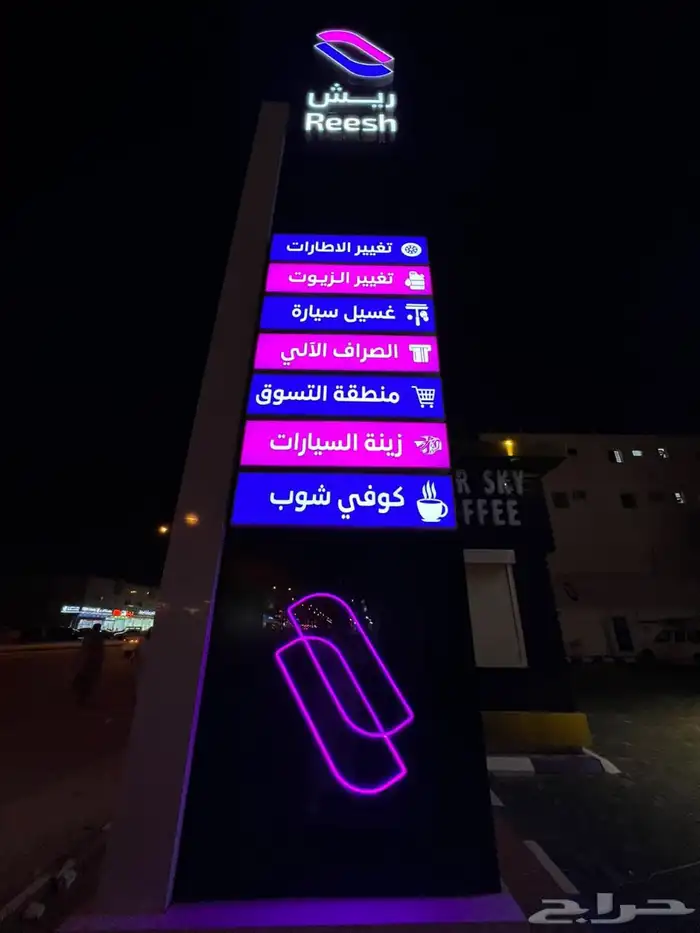 ريش
Reesh
تغيير الاطارات
تغيير الزيوت
غسيل سيارة
الصراف الآلي
منطقة التسوق
زينة السيارات
كوفي شوب
R SKY
FFEE
حراج